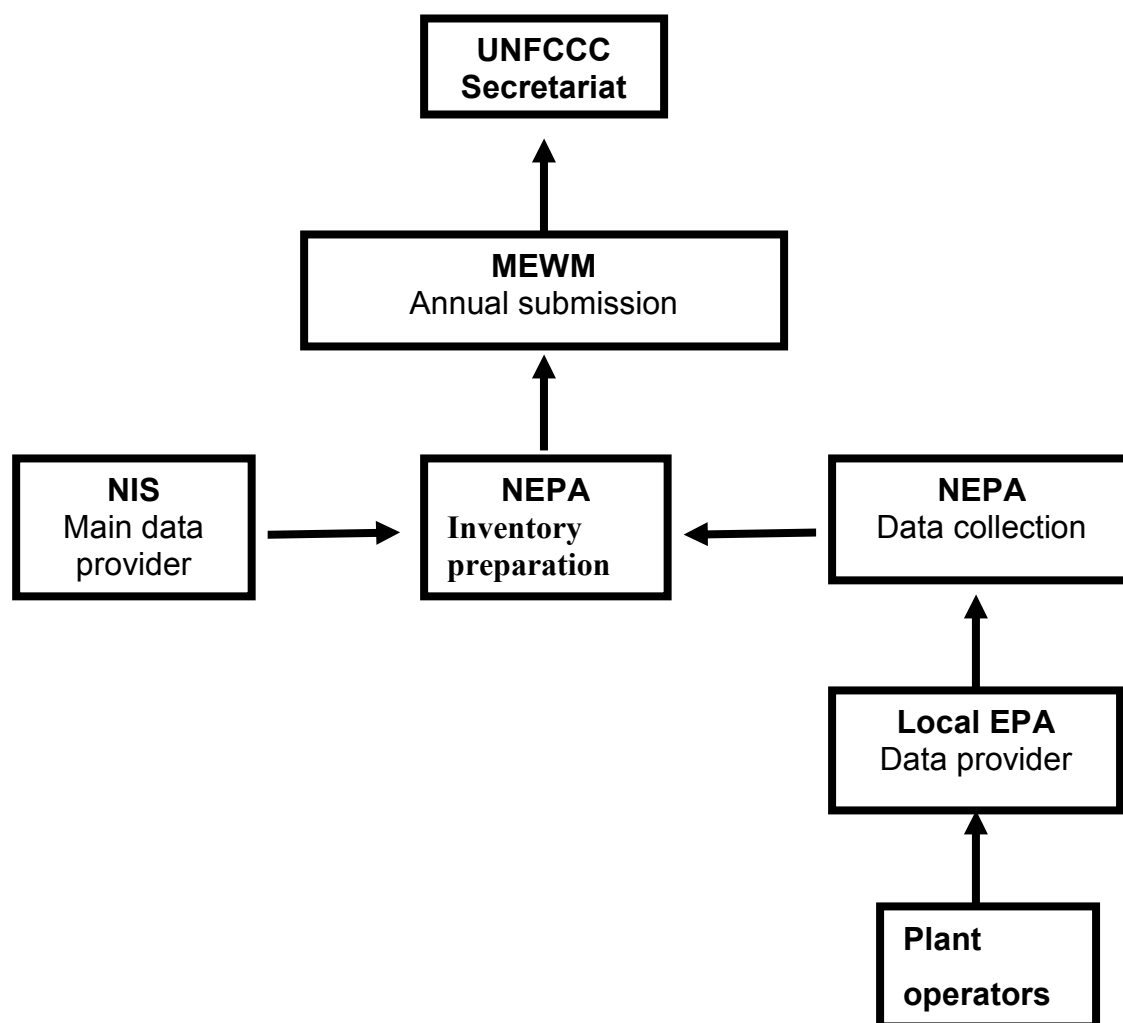 UNFCCC
Secretariat
MEWM
Annual submission
NIS
Main data
provider
NEPA
Inventory
preparation
NEPA
Data collection
Local EPA
Data provider
Plant
operators